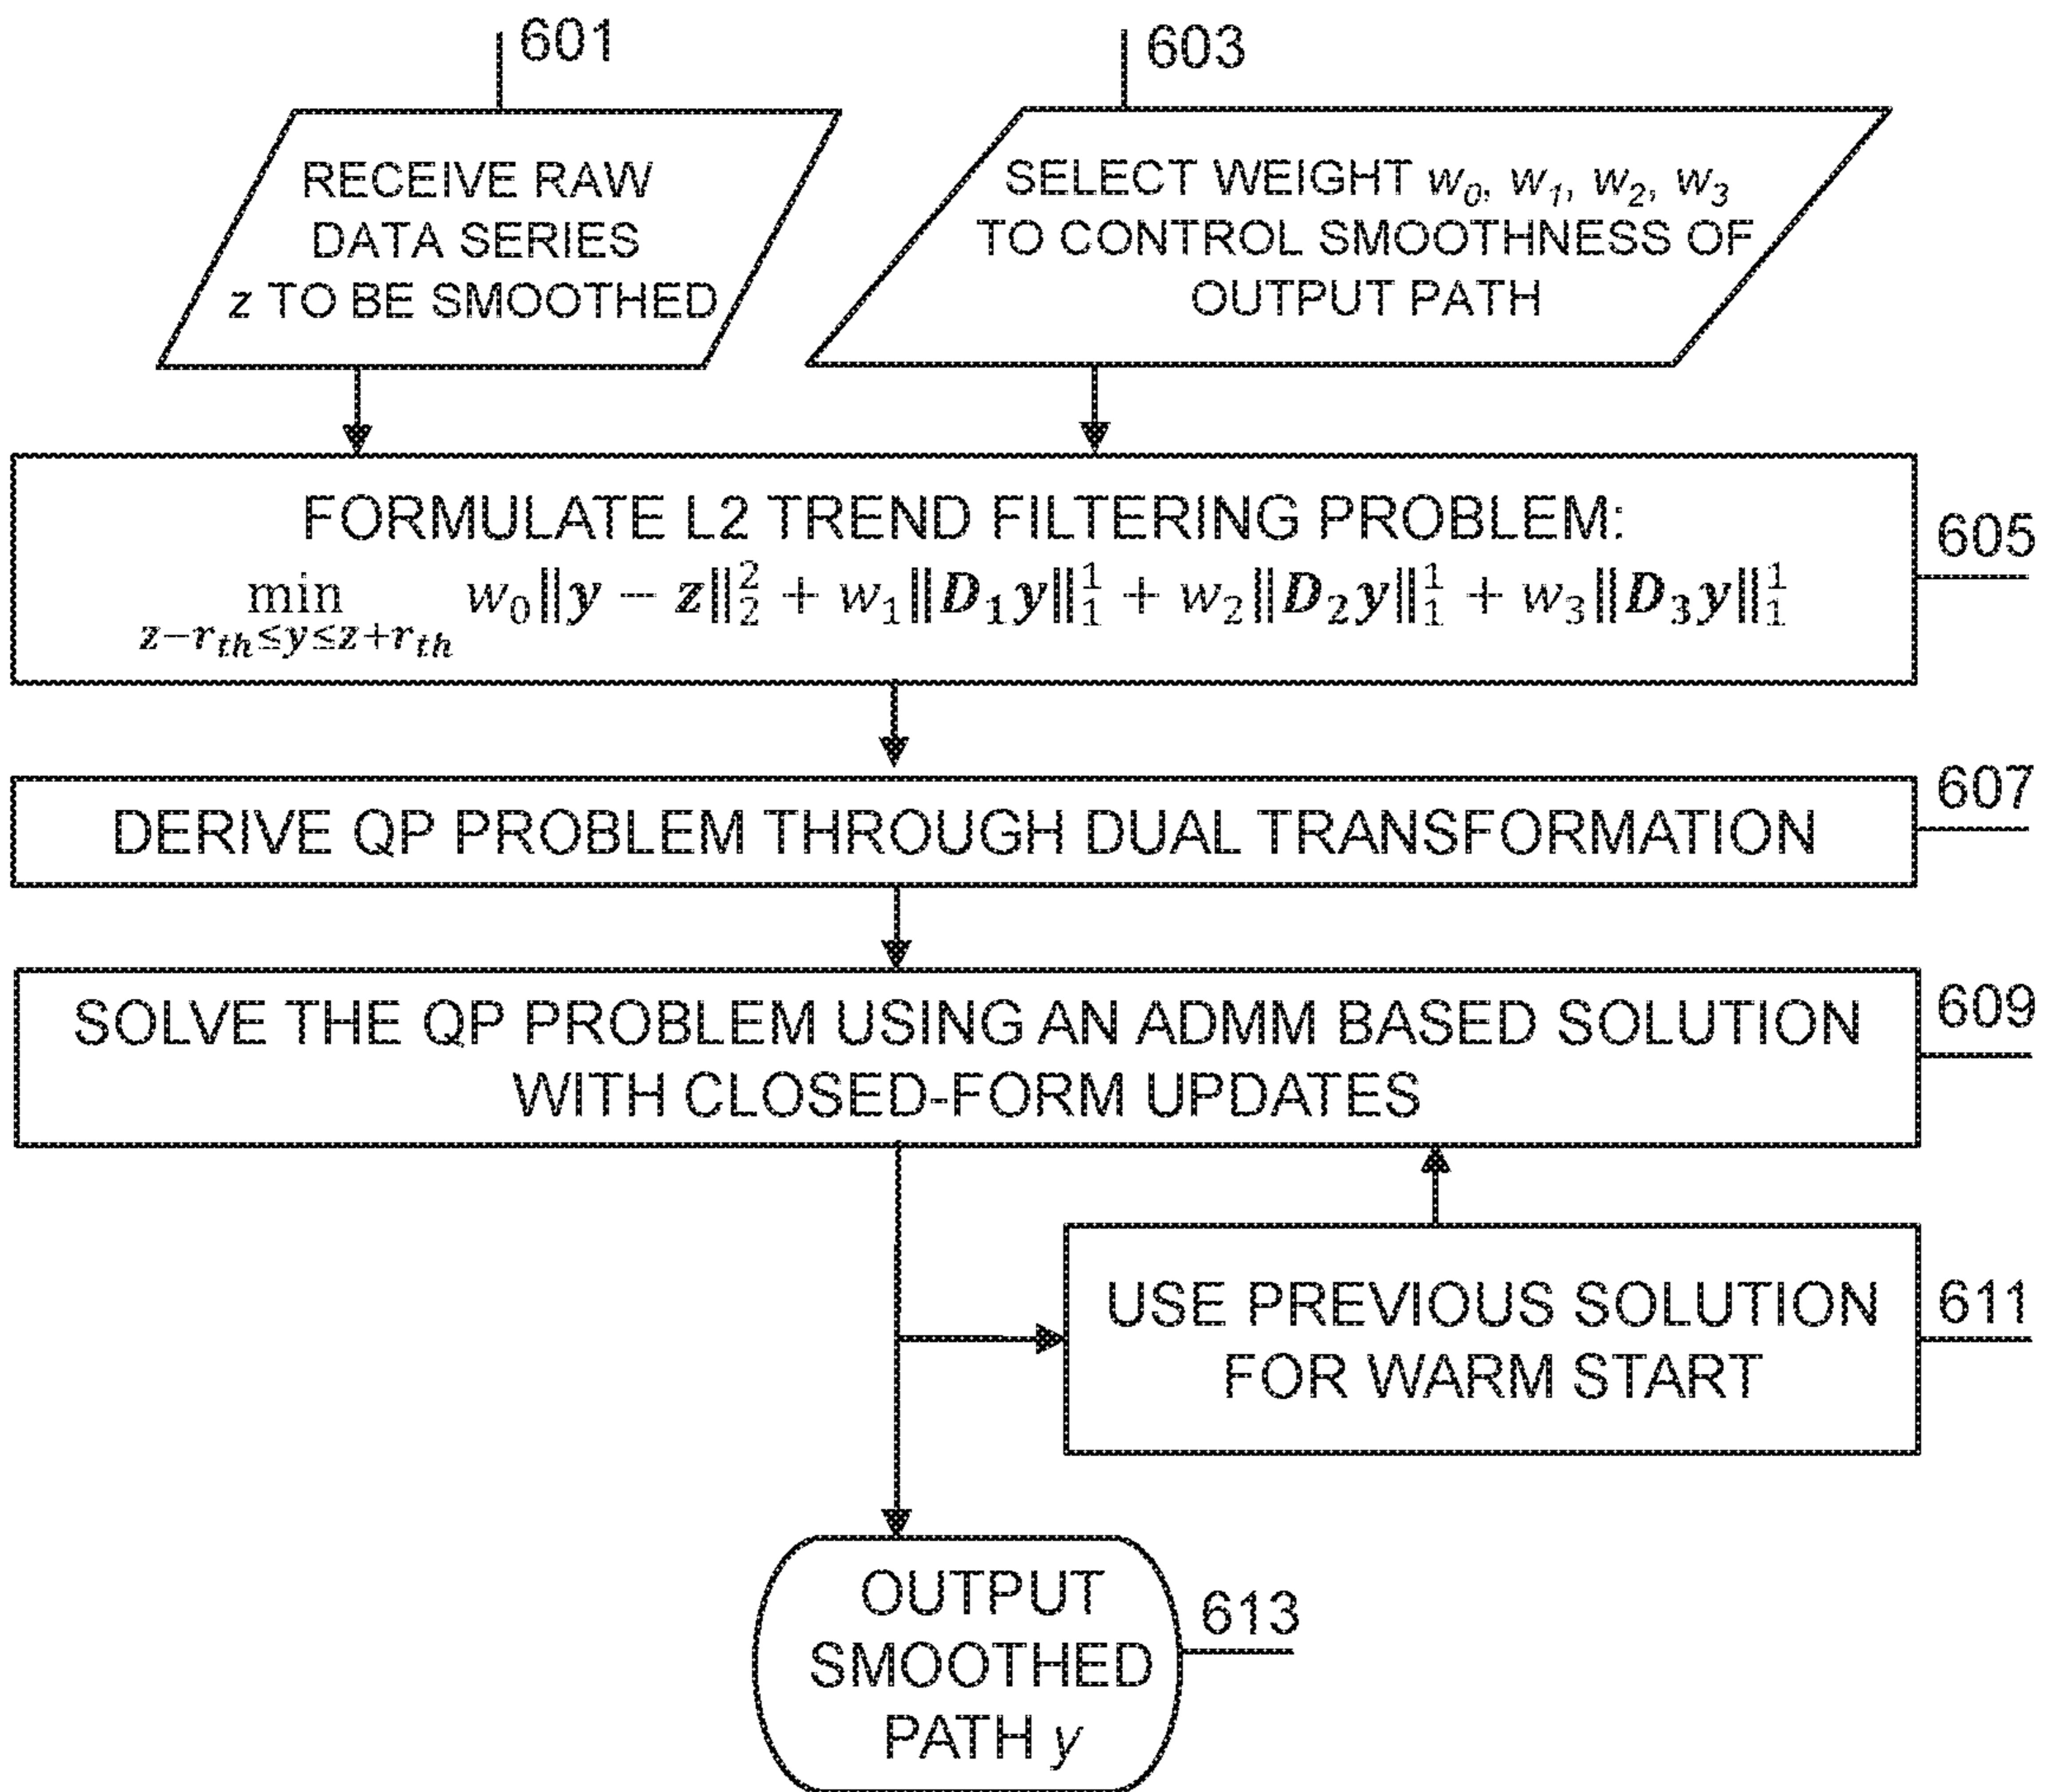 601
603
RECEIVE RAW
DATA SERIES
z TO BE SMOOTHED
SELECT WEIGHT w₀, w₁, w₂, w₃
TO CONTROL SMOOTHNESS OF
OUTPUT PATH
FORMULATE L2 TREND FILTERING PROBLEM:
min w₀‖y − z‖₂² + w₁‖D₁y‖₁¹ + w₂‖D₂y‖₁¹ + w₃‖D₃y‖₁¹
z−r_th≤y≤z+r_th
605
DERIVE QP PROBLEM THROUGH DUAL TRANSFORMATION
607
SOLVE THE QP PROBLEM USING AN ADMM BASED SOLUTION
WITH CLOSED-FORM UPDATES
609
USE PREVIOUS SOLUTION
FOR WARM START
611
OUTPUT
SMOOTHED
PATH y
613